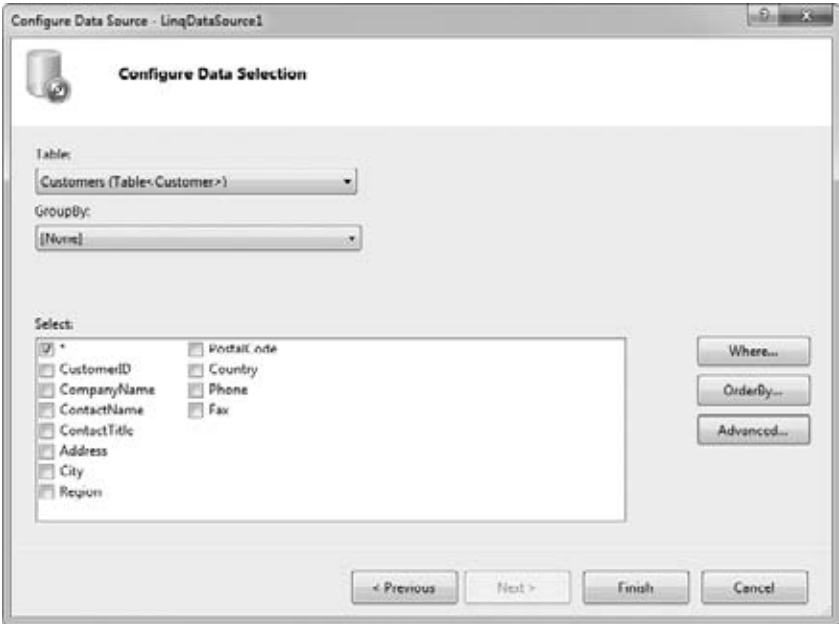 Configure Data Source - LinqDataSource1
Configure Data Selection
Table:
Customers (Table<Customer>)
GroupBy:
[None]
Select:
*
CustomerID
CompanyName
ContactName
ContactTitle
Address
City
Region
PostalCode
Country
Phone
Fax
Where...
OrderBy...
Advanced...
< Previous
Next >
Finish
Cancel